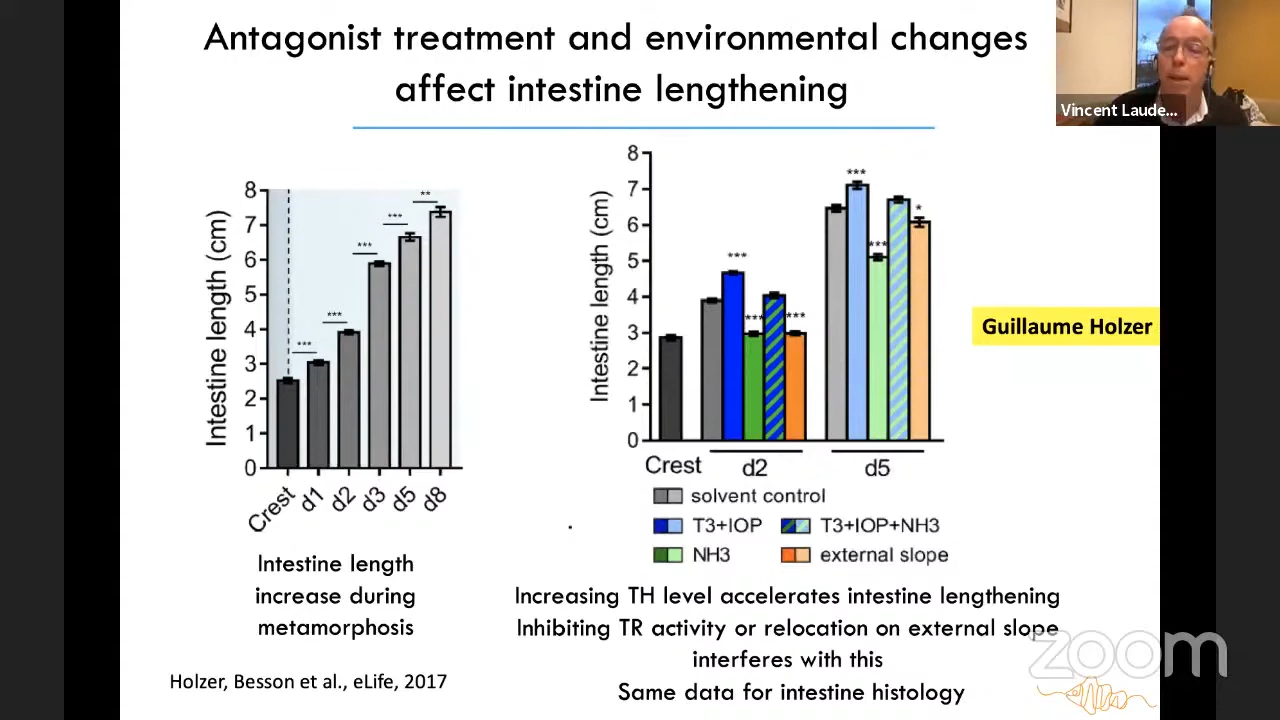 Antagonist treatment and environmental changes
affect intestine lengthening
Vincent Laude...
Intestine length (cm)
8
7
6
5
4
3
2
1
0
***
***
***
***
**
Crest
d1
d2
d3
d5
d8
Intestine length
increase during
metamorphosis
Holzer, Besson et al., eLife, 2017
Intestine length (cm)
8
7
6
5
4
3
2
1
0
***
***
***
***
***
*
Crest
d2
d5
solvent control
T3+IOP
T3+IOP+NH3
NH3
external slope
Guillaume Holzer
Increasing TH level accelerates intestine lengthening
Inhibiting TR activity or relocation on external slope
interferes with this
Same data for intestine histology
zoom